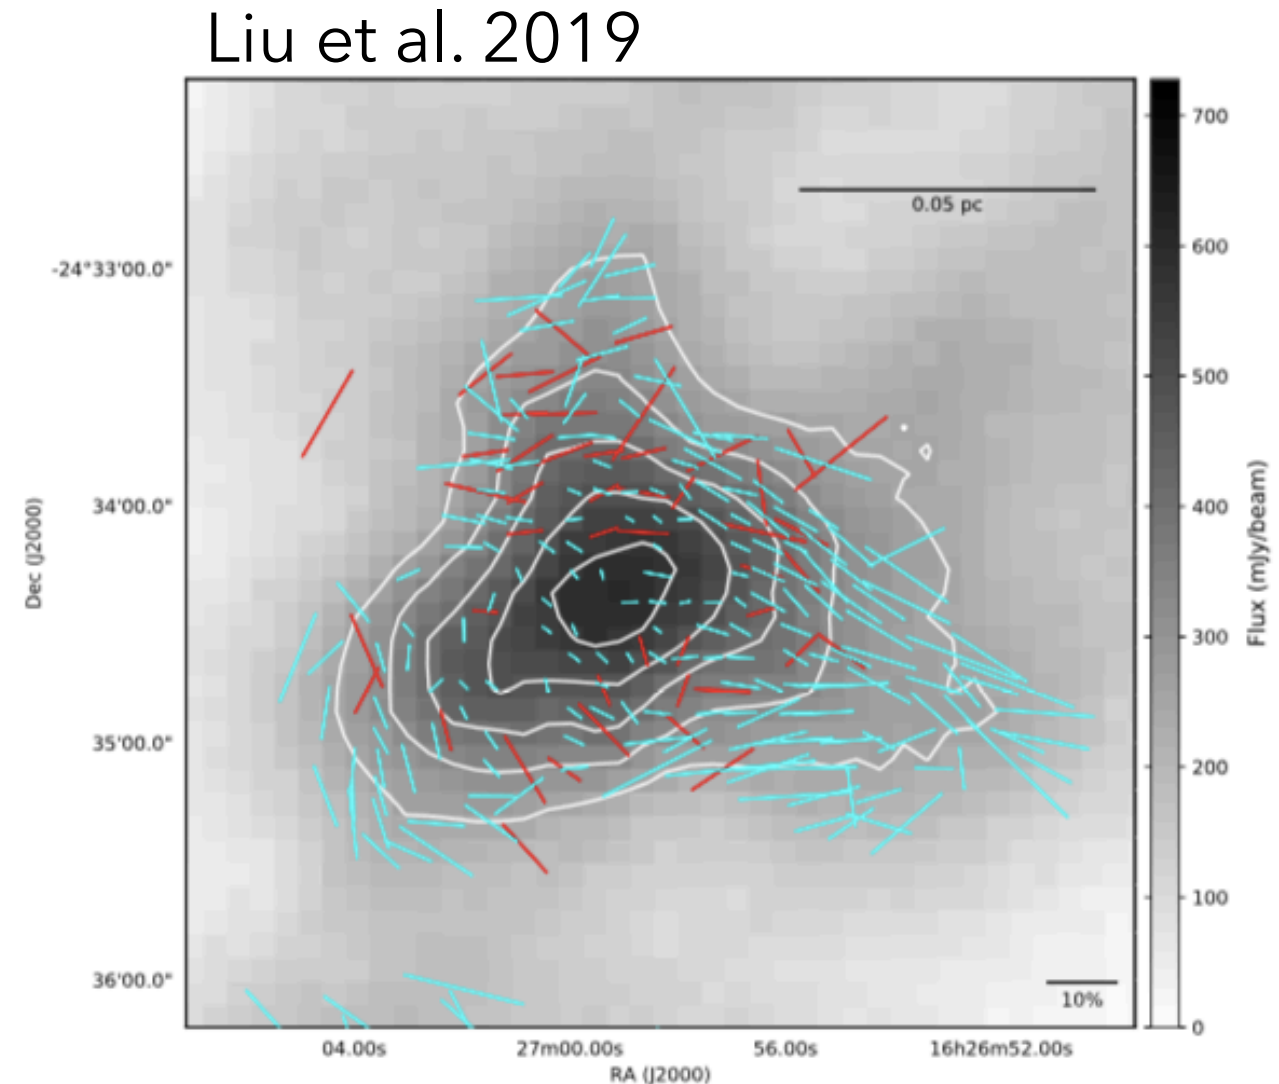 Liu et al. 2019
0.05 pc
-24°33'00.0"
34'00.0"
35'00.0"
36'00.0"
Dec (J2000)
10%
04.00s
27m00.00s
56.00s
16h26m52.00s
RA (J2000)
700
600
500
400
300
200
100
0
Flux (mJy/beam)